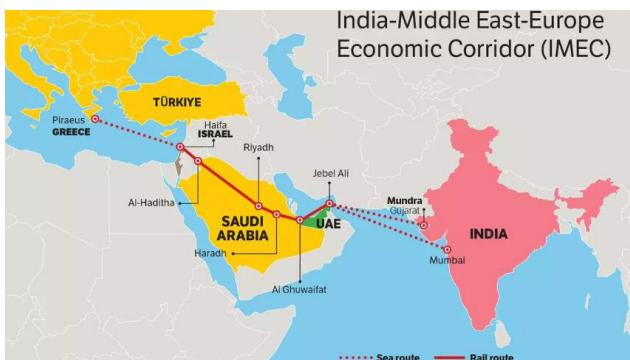 India-Middle East-Europe
Economic Corridor (IMEC)
TÜRKIYE
Piraeus
GREECE
Haifa
ISRAEL
Riyadh
Jebel Ali
Al-Haditha
Mundra
Gujarat
SAUDI
ARABIA
UAE
INDIA
Haradh
Mumbai
Al Ghuwaifat
Sea route
Rail route